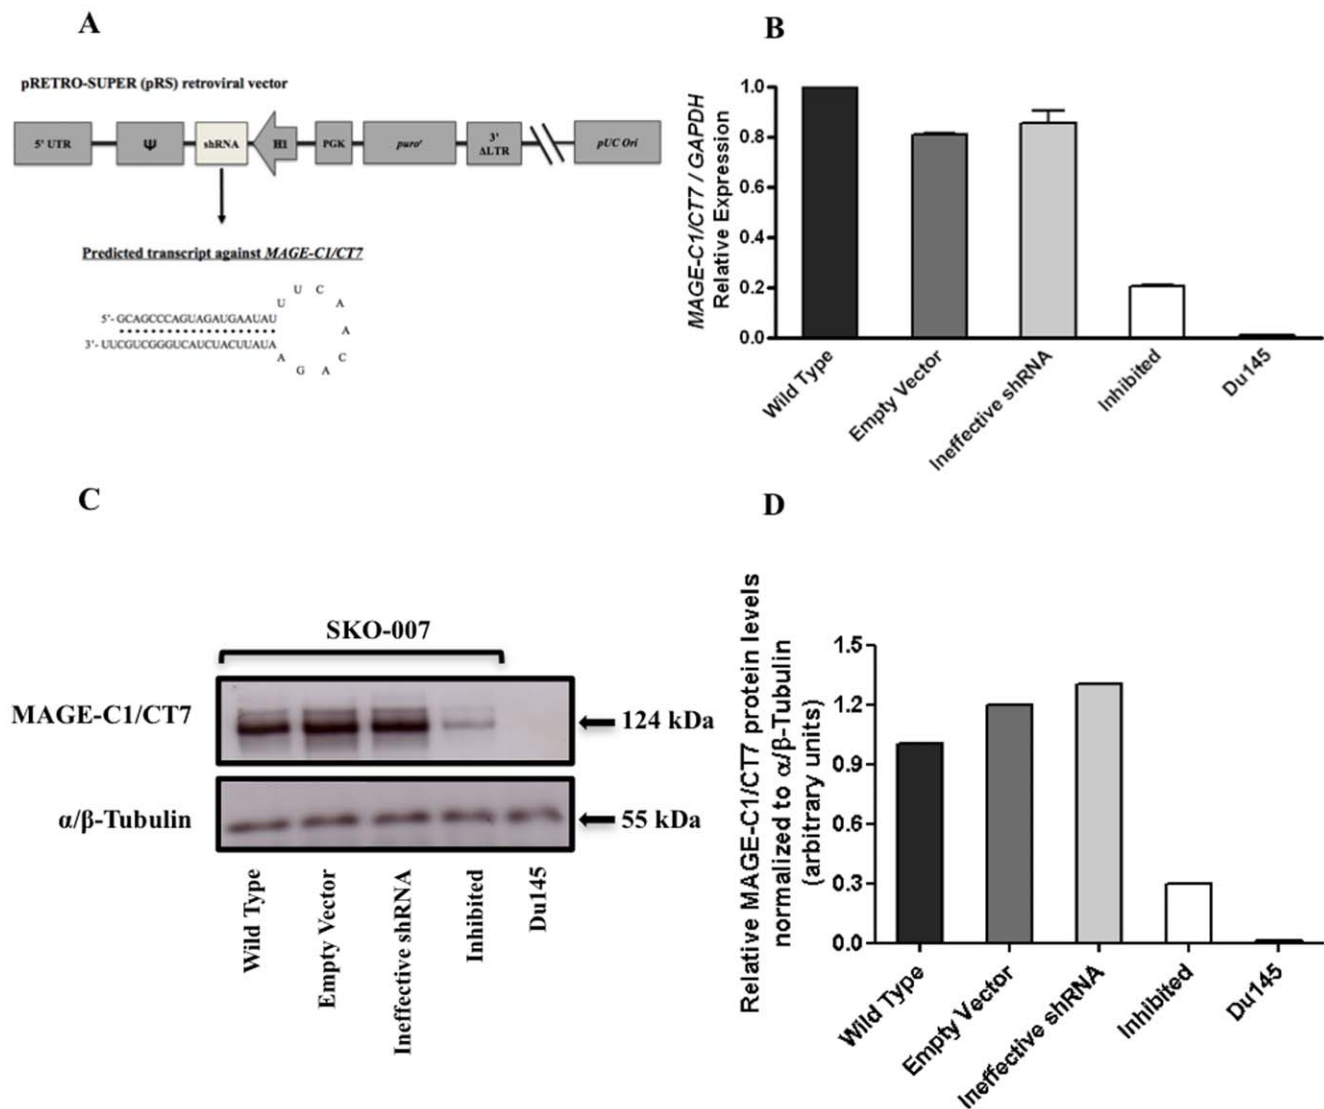 A
pRETRO-SUPER (pRS) retroviral vector
5' UTR Ψ shRNA H1 PGK puroʳ 3' ΔLTR pUC Ori
Predicted transcript against MAGE-C1/CT7
5'- GCAGCCCAGUAGAUGAAUAU
3'- UUCGUCGGGUCAUCUACUUAUA
U U C A A C A G A
B
MAGE-C1/CT7 / GAPDH
Relative Expression
1.0
0.8
0.6
0.4
0.2
0.0
Wild Type
Empty Vector
Ineffective shRNA
Inhibited
Du145
C
SKO-007
MAGE-C1/CT7
124 kDa
α/β-Tubulin
55 kDa
Wild Type
Empty Vector
Ineffective shRNA
Inhibited
Du145
D
Relative MAGE-C1/CT7 protein levels
normalized to α/β-Tubulin
(arbitrary units)
1.5
1.2
0.9
0.6
0.3
0.0
Wild Type
Empty Vector
Ineffective shRNA
Inhibited
Du145